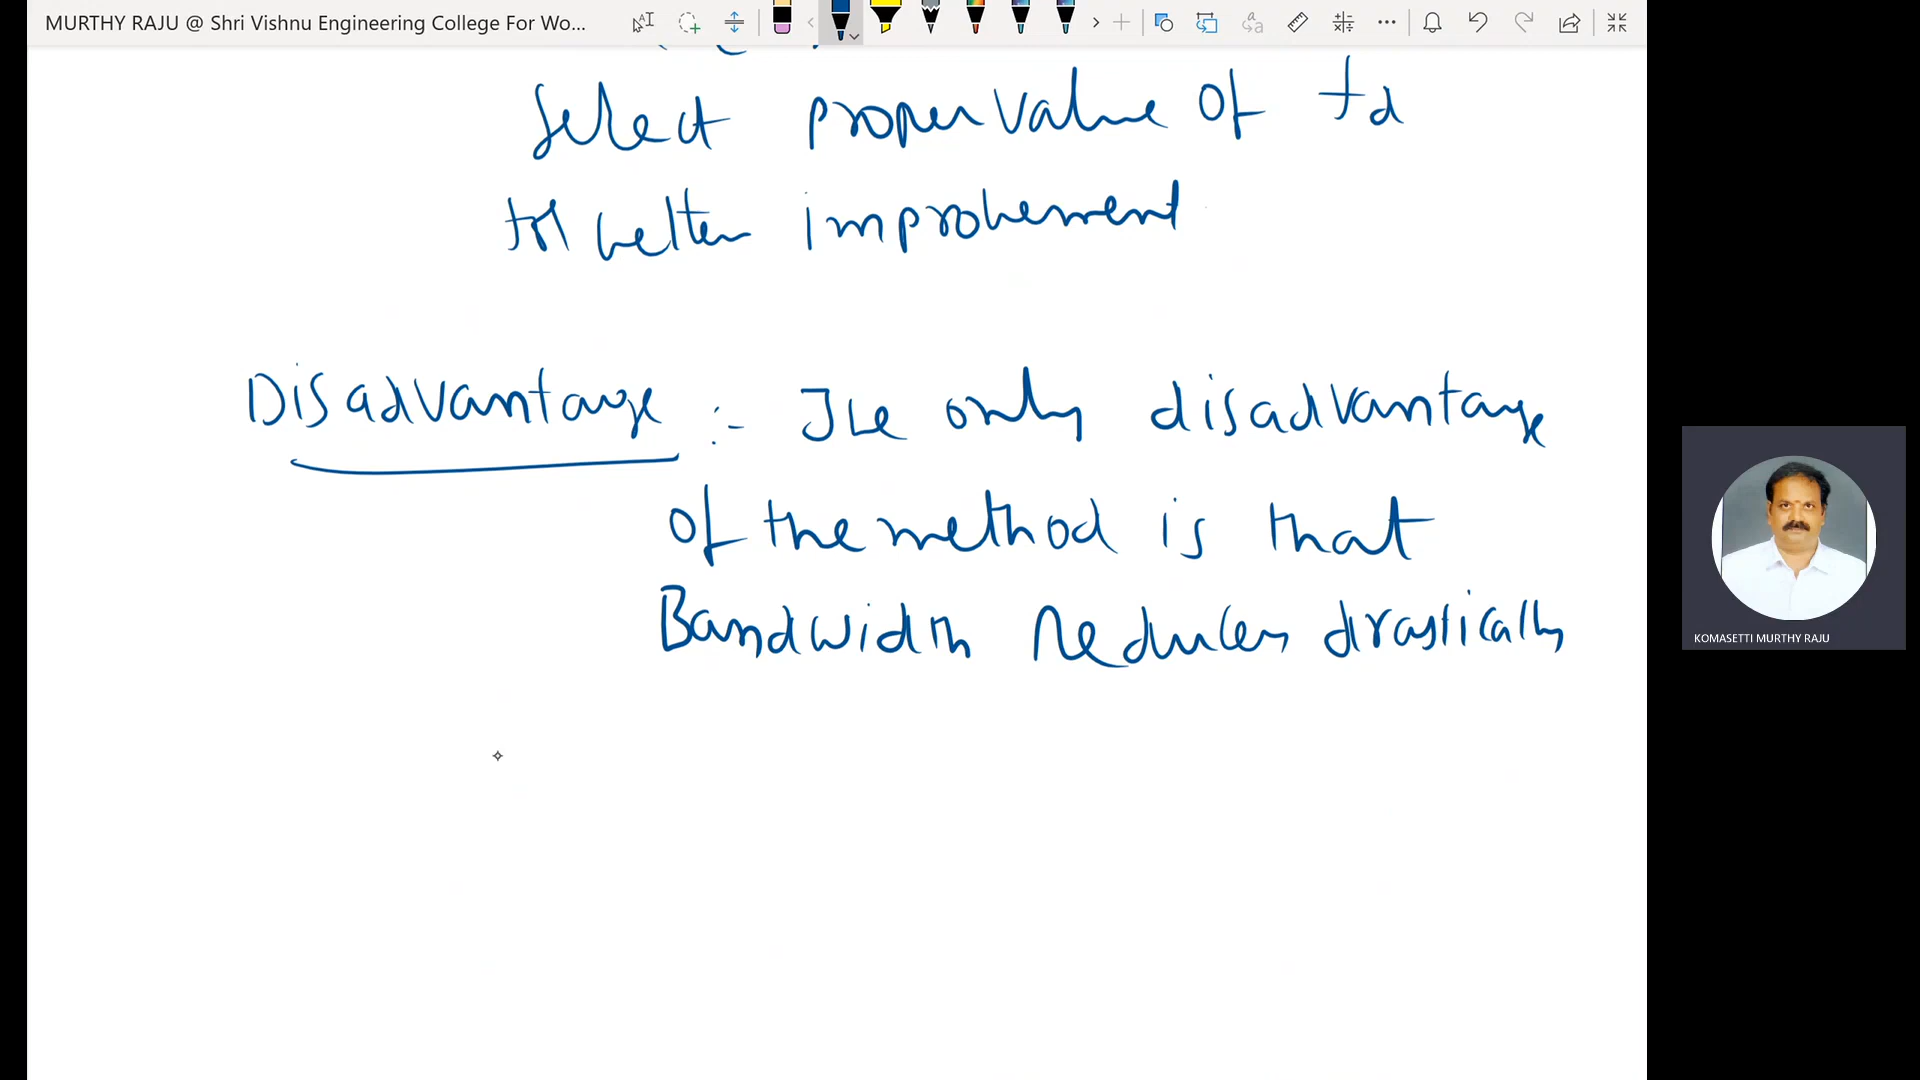 MURTHY RAJU @ Shri Vishnu Engineering College For Wo...
Select proper value of fd
for better improvement
Disadvantage :- The only disadvantage
of the method is that
Bandwidth reduces drastically
KOMASETTI MURTHY RAJU